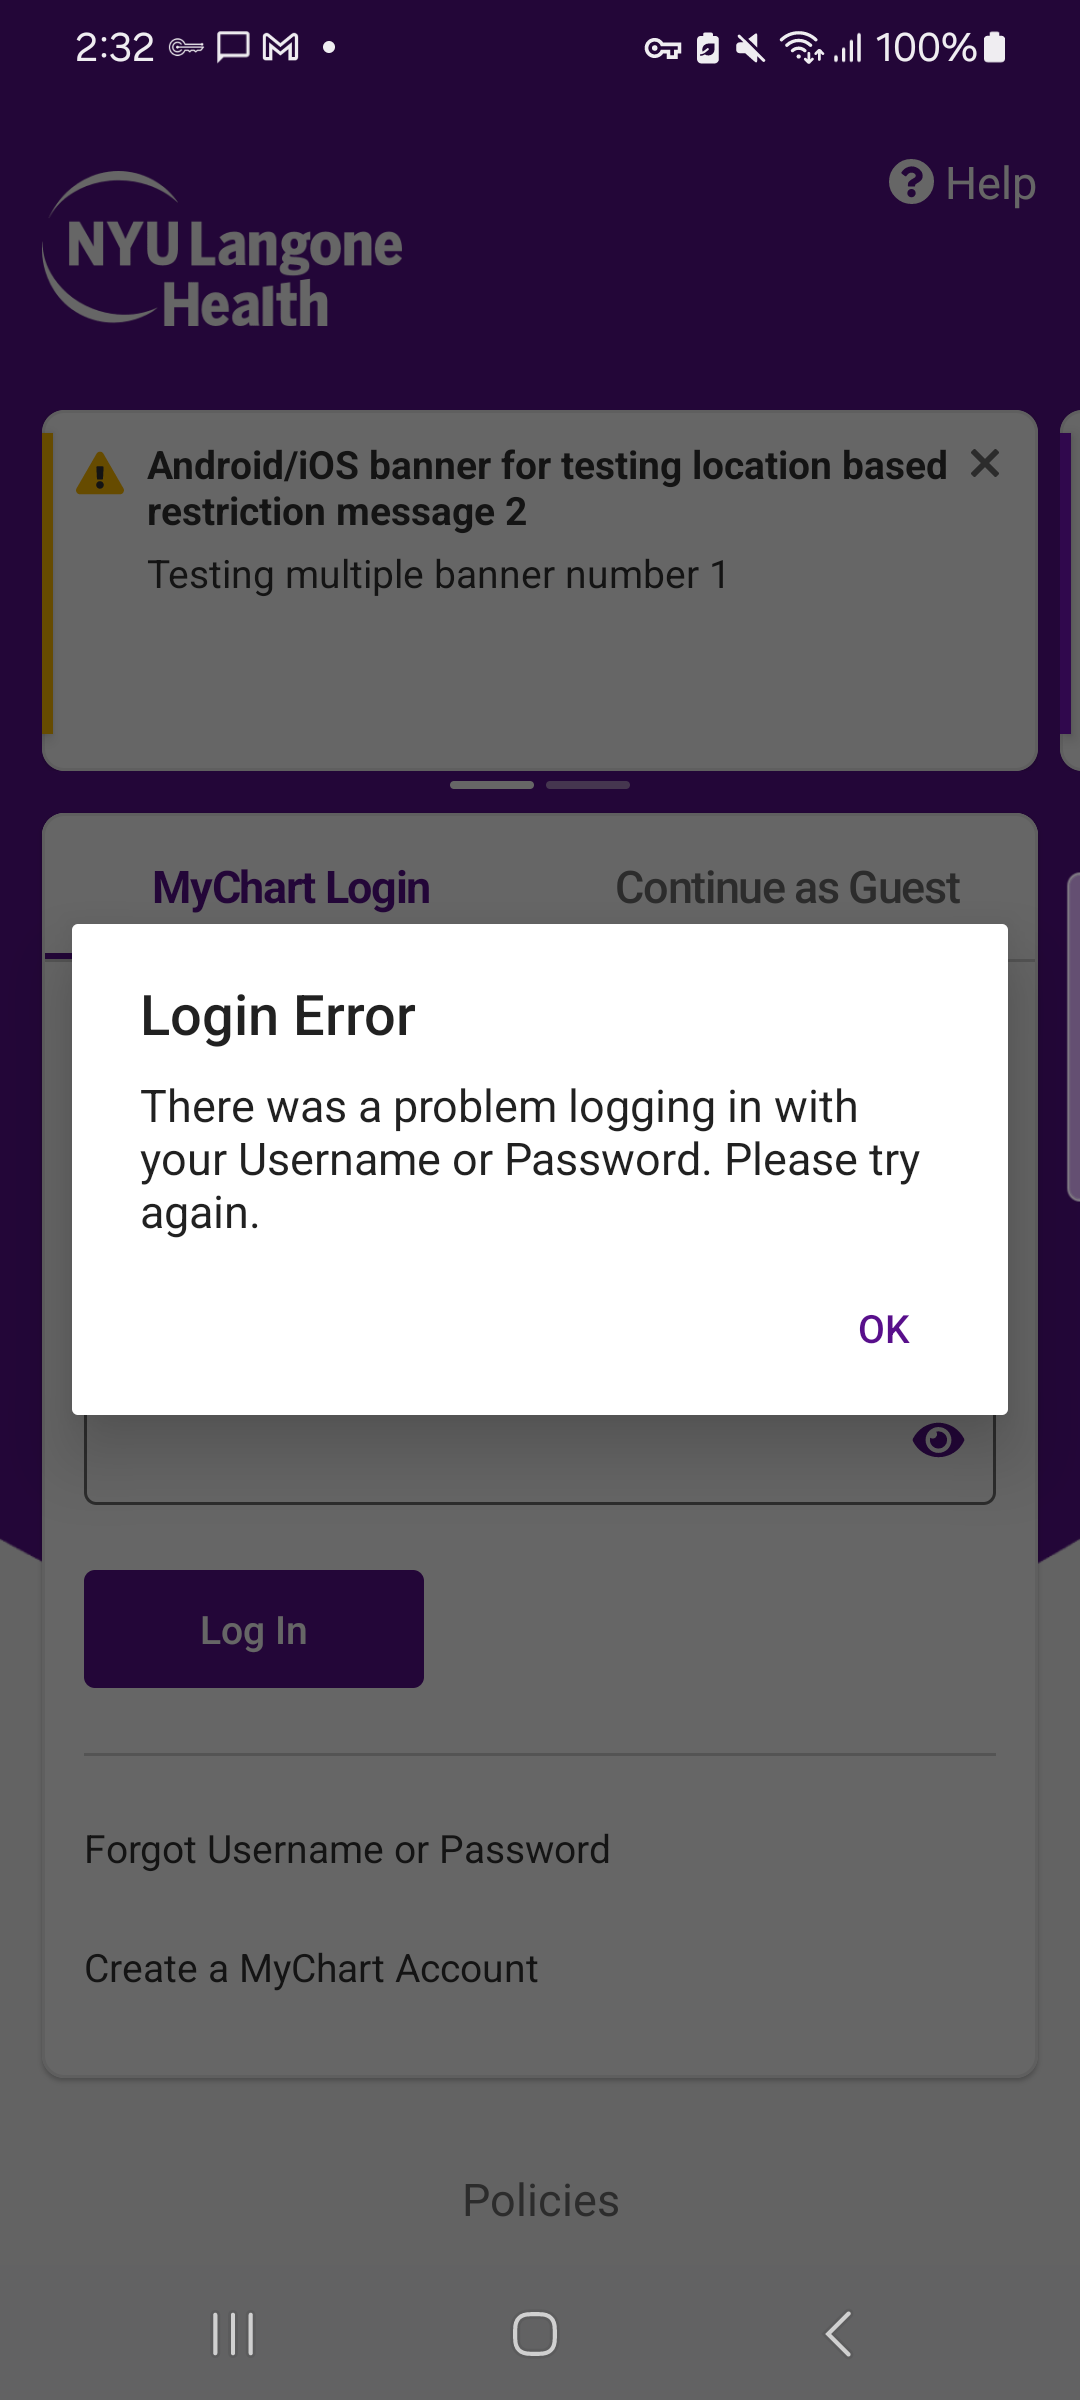 2:32
100%
Help
NYU Langone
Health
Android/iOS banner for testing location based
restriction message 2
Testing multiple banner number 1
MyChart Login
Continue as Guest
Login Error
There was a problem logging in with
your Username or Password. Please try
again.
OK
Log In
Forgot Username or Password
Create a MyChart Account
Policies